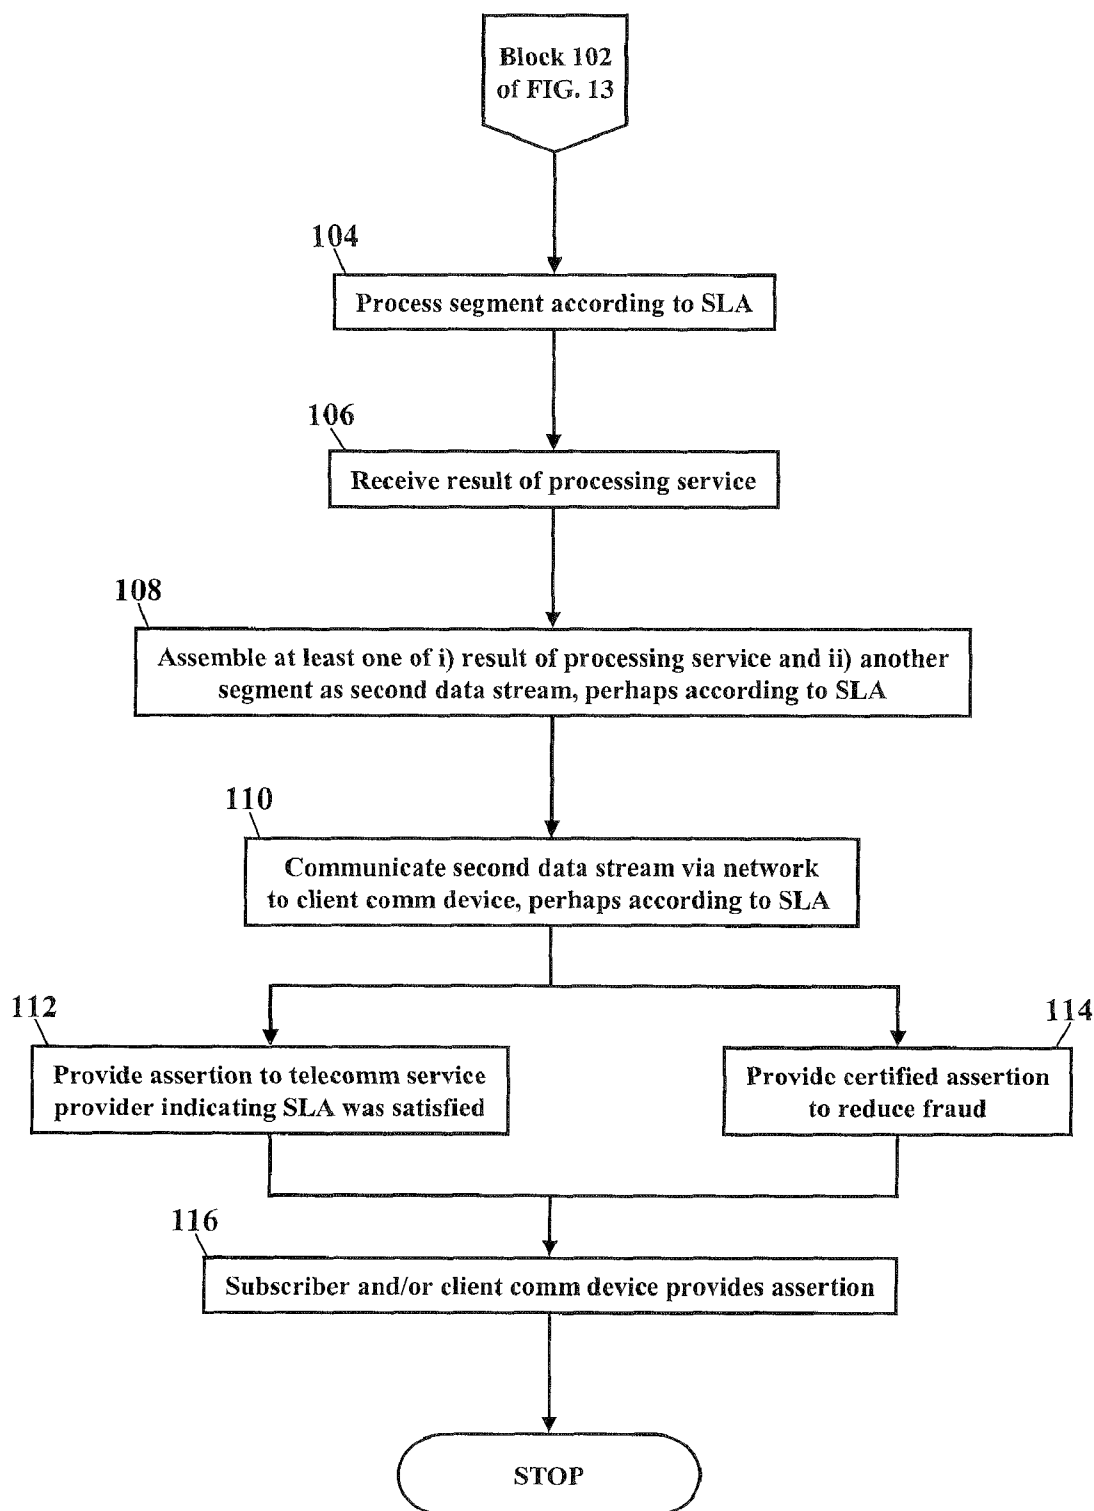 Block 102
of FIG. 13
104
Process segment according to SLA
106
Receive result of processing service
108
Assemble at least one of i) result of processing service and ii) another
segment as second data stream, perhaps according to SLA
110
Communicate second data stream via network
to client comm device, perhaps according to SLA
112
Provide assertion to telecomm service
provider indicating SLA was satisfied
114
Provide certified assertion
to reduce fraud
116
Subscriber and/or client comm device provides assertion
STOP